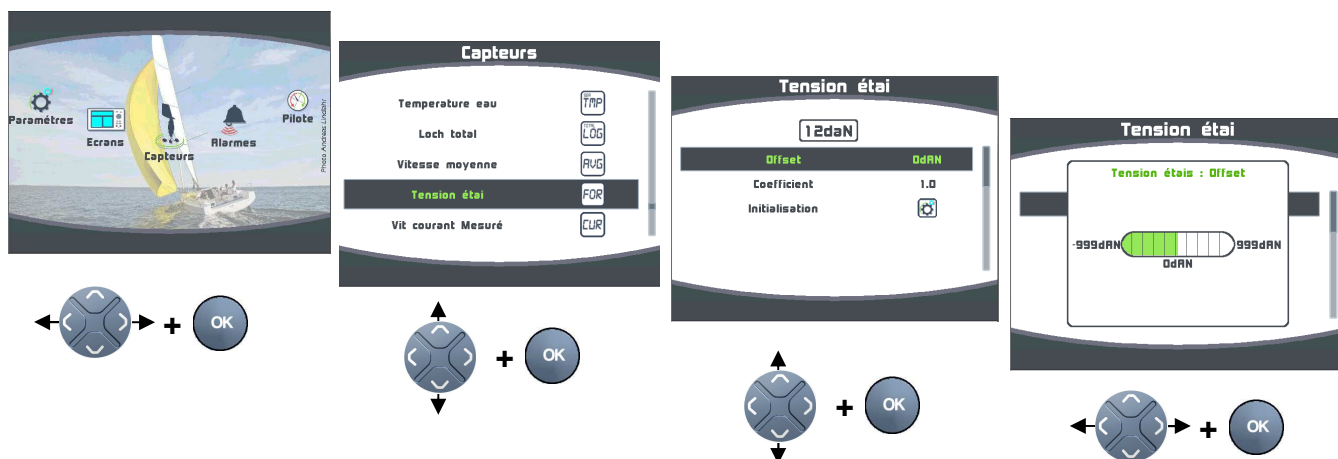 Paramétres
Ecrans
Capteurs
Alarmes
Pilote
Photo Andreas Lindlahr
OK
Capteurs
Temperature eau
TMP
Loch total
TOTAL
LOG
Vitesse moyenne
AVG
Tension étai
FOR
Vit courant Mesuré
CUR
+ OK
Tension étai
12daN
Offset 0dAN
Coefficient 1.0
Initialisation
+ OK
Tension étai
Tension étais : Offset
-999dAN 999dAN
0dAN
+ OK